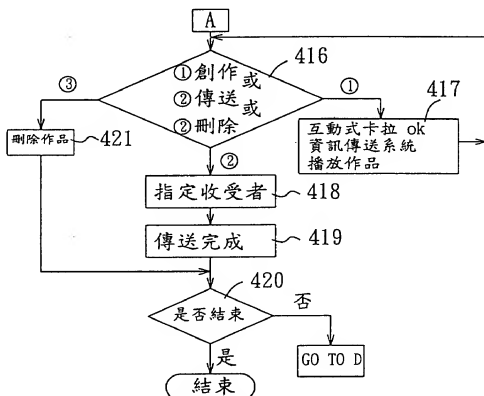 A
①創作或
②傳送或
②刪除
416
③
①
417
刪除作品
421
互動式卡拉 ok
資訊傳送系統
播放作品
②
指定收受者
418
傳送完成
419
420
是否結束
否
是
GO TO D
結束